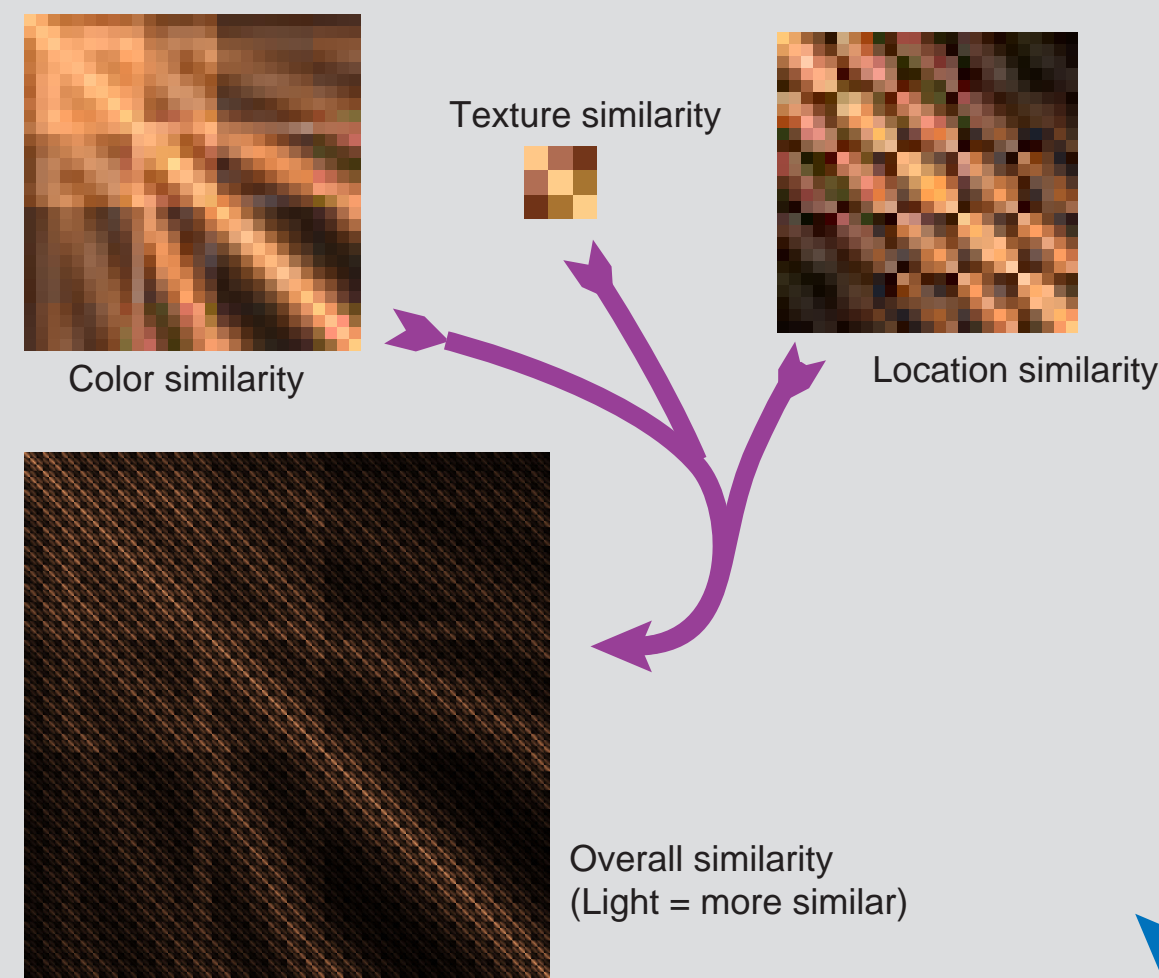 Texture similarity
Color similarity
Location similarity
Overall similarity
(Light = more similar)